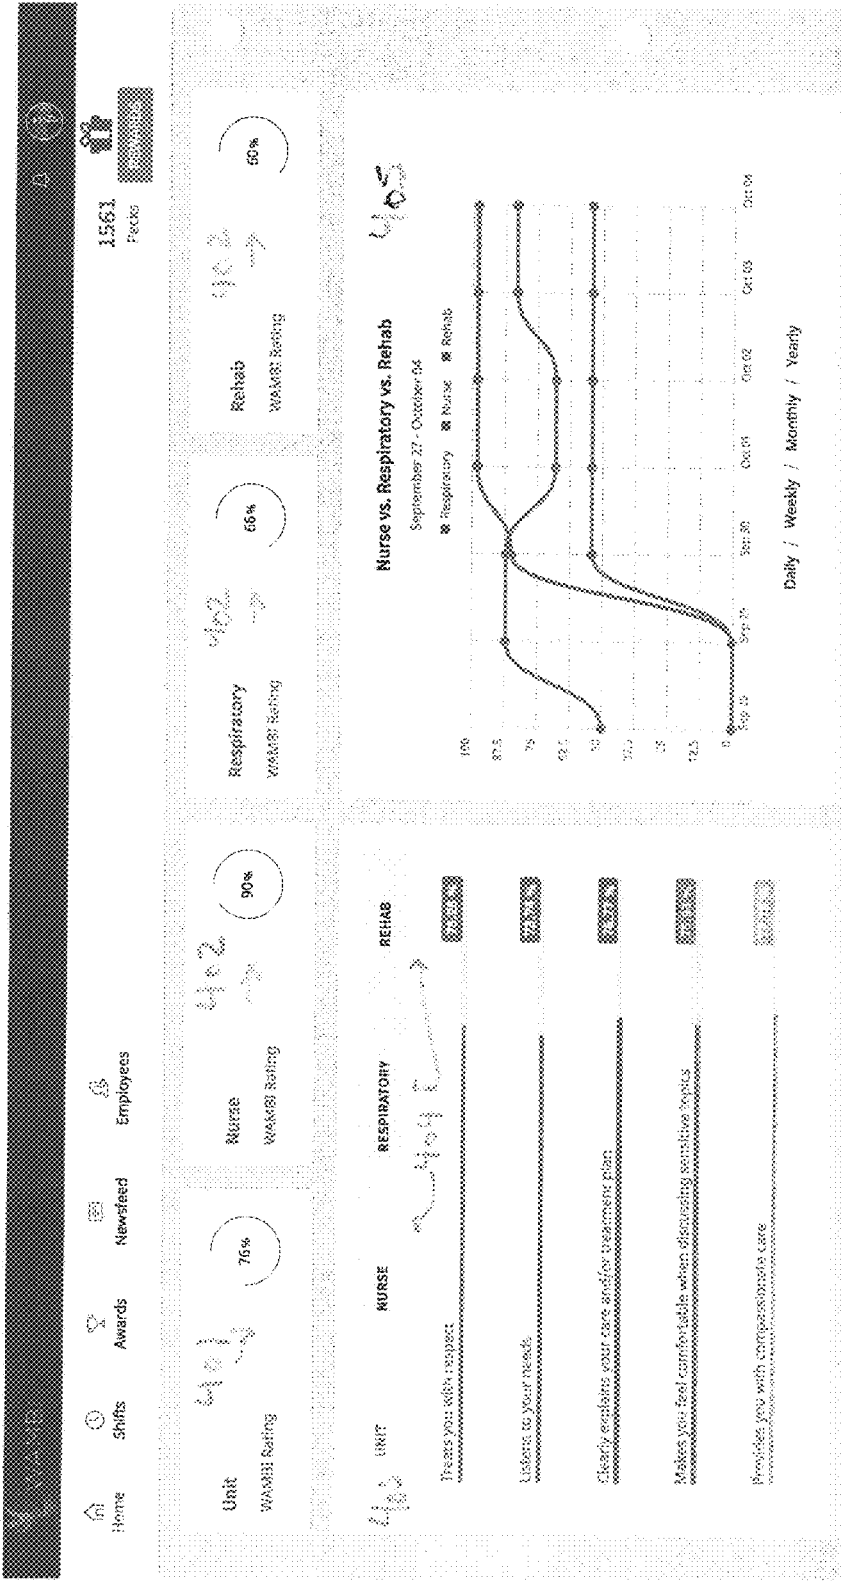 1561
Pecks
Home
Shifts
Awards
Newsfeed
Employees
Unit
WAMBI Rating
76%
Nurse
WAMBI Rating
402
90%
Respiratory
WAMBI Rating
402
66%
Rehab
WAMBI Rating
402
60%
403
UNIT
NURSE
RESPIRATORY
REHAB
404
Treats you with respect
Listens to your needs
Clearly explains your care and/or treatment plan
Makes you feel comfortable when discussing sensitive topics
Provides you with compassionate care
Nurse vs. Respiratory vs. Rehab
405
September 27 - October 04
Respiratory
Nurse
Rehab
100
87.5
75
62.5
50
37.5
25
12.5
0
Sep 30
Oct 01
Oct 02
Oct 03
Oct 04
Daily / Weekly / Monthly / Yearly